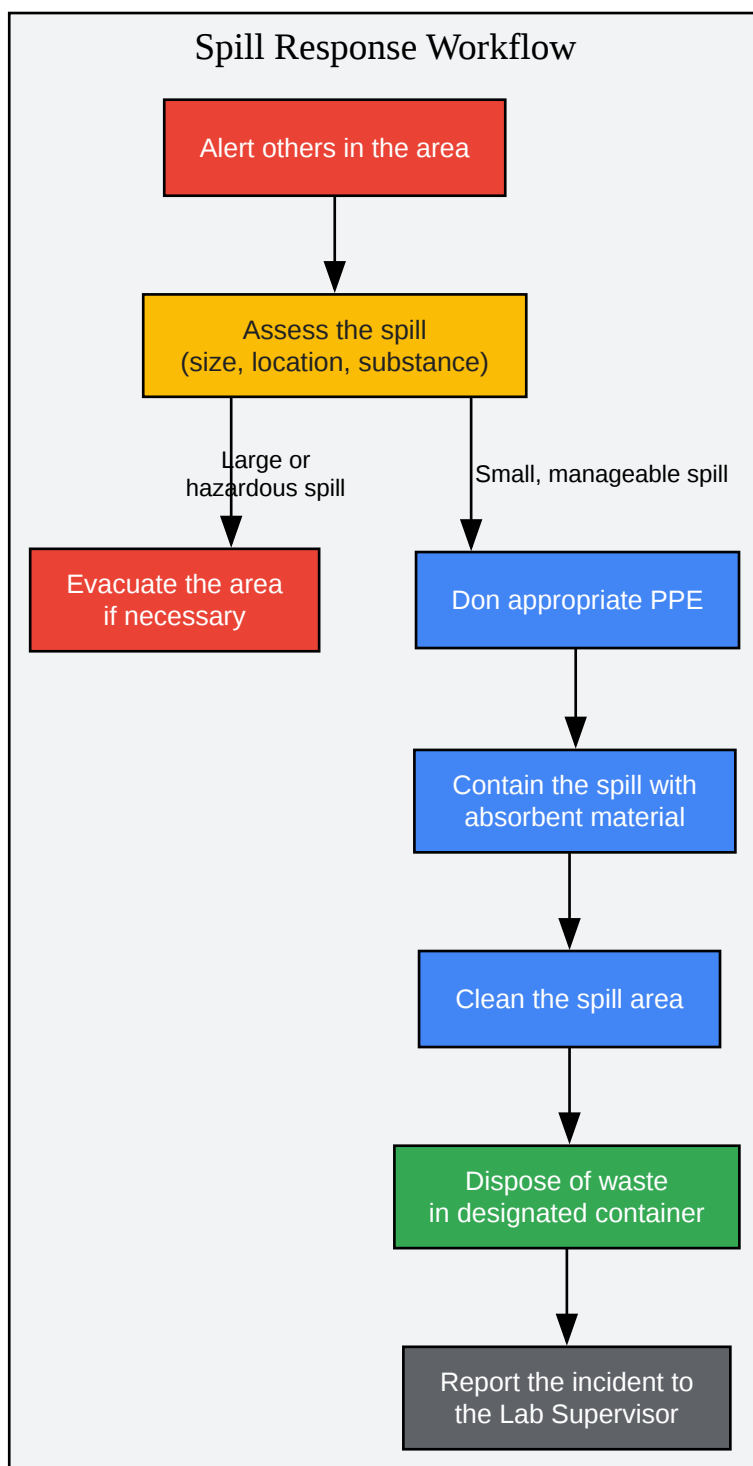 Spill Response Workflow
Alert others in the area
Assess the spill
(size, location, substance)
Large or
hazardous spill
Small, manageable spill
Evacuate the area
if necessary
Don appropriate PPE
Contain the spill with
absorbent material
Clean the spill area
Dispose of waste
in designated container
Report the incident to
the Lab Supervisor